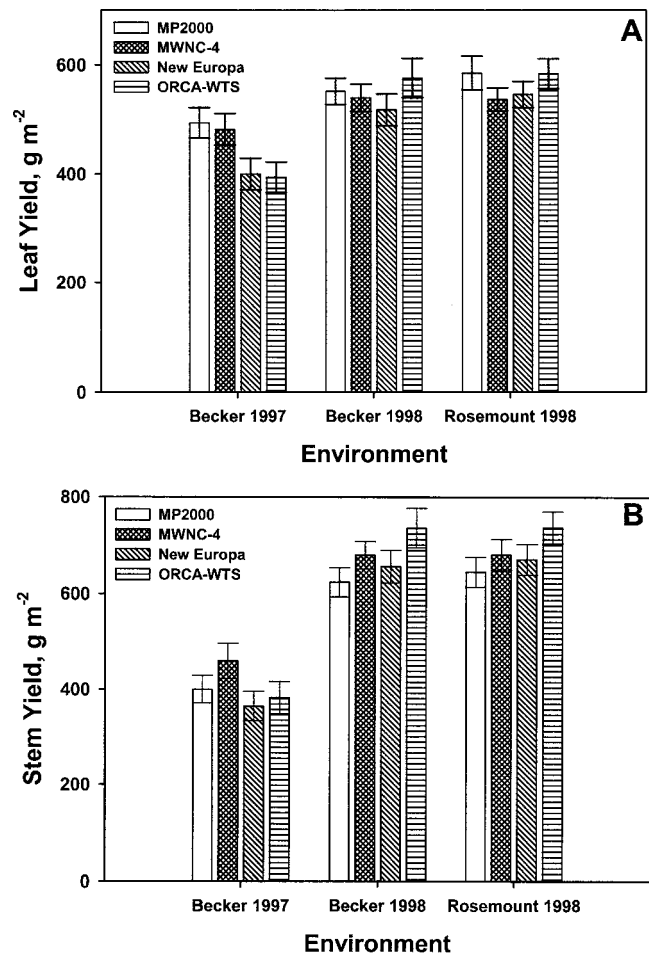 A
MP2000
MWNC-4
New Europa
ORCA-WTS
600
400
200
0
Leaf Yield, g m-2
Becker 1997 Becker 1998 Rosemount 1998
Environment
B
MP2000
MWNC-4
New Europa
ORCA-WTS
800
600
400
200
0
Stem Yield, g m-2
Becker 1997 Becker 1998 Rosemount 1998
Environment